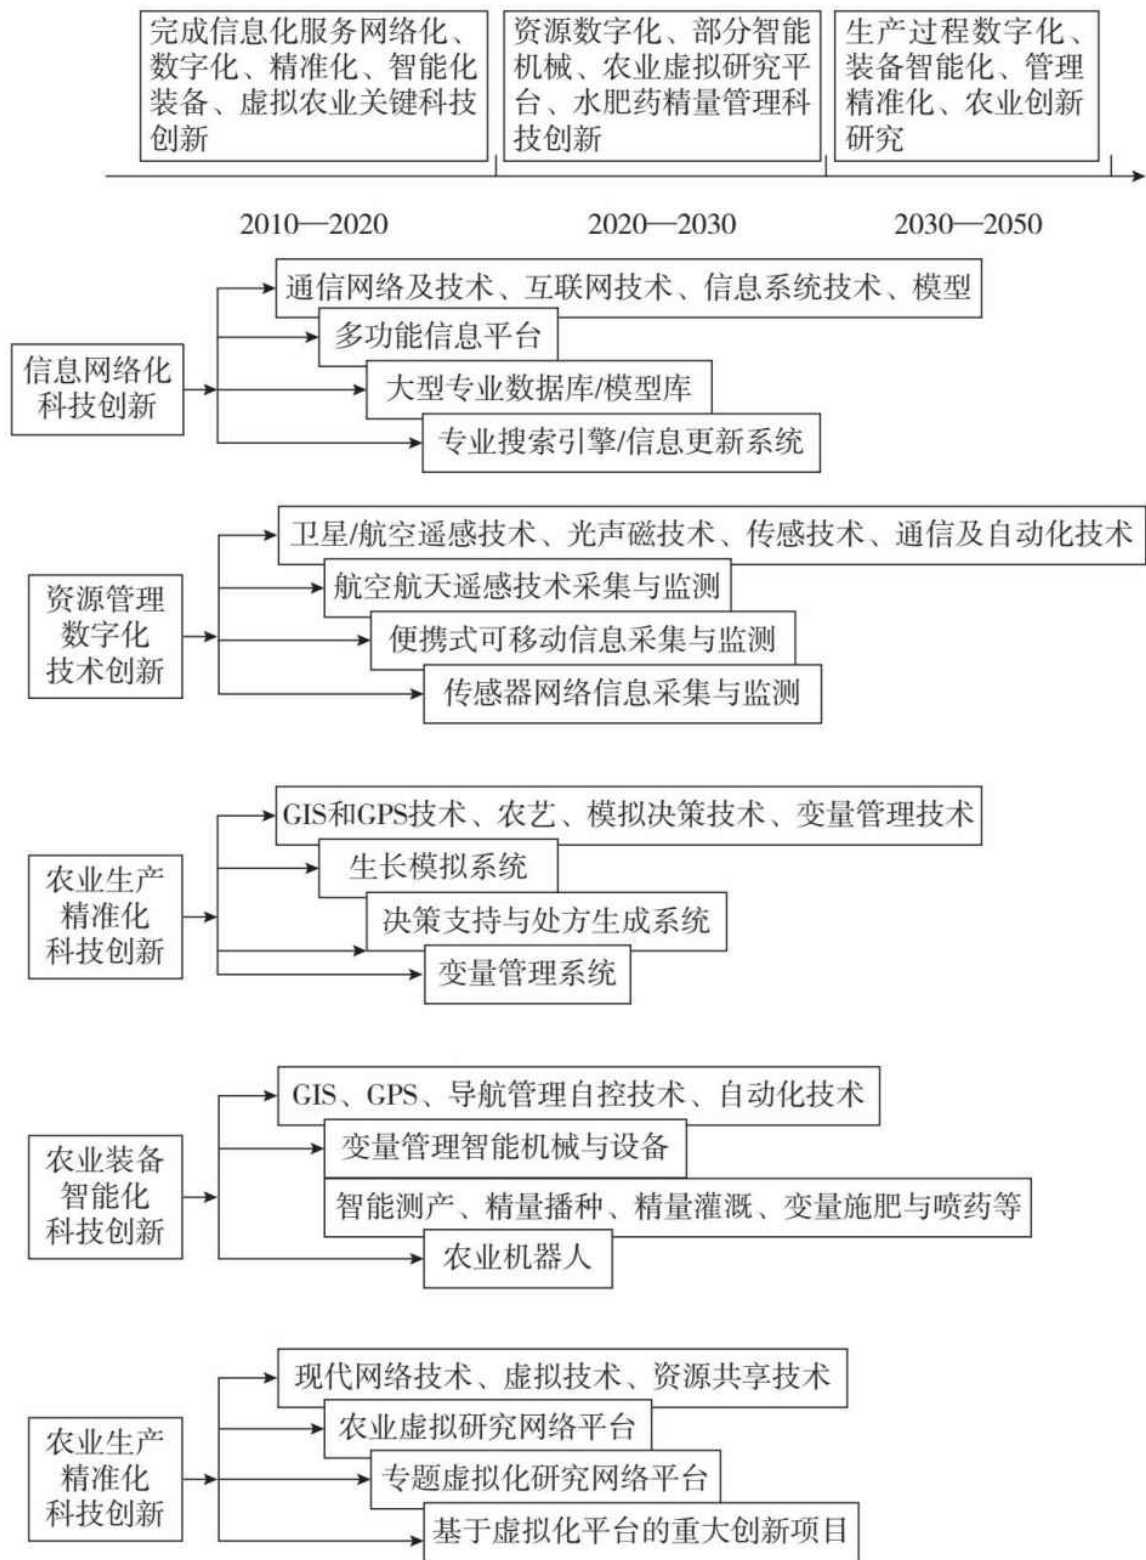 完成信息化服务网络化、
数字化、精准化、智能化
装备、虚拟农业关键科技
创新
资源数字化、部分智能
机械、农业虚拟研究平
台、水肥药精量管理科
技创新
生产过程数字化、
装备智能化、管理
精准化、农业创新
研究
2010—2020
2020—2030
2030—2050
信息网络化
科技创新
通信网络及技术、互联网技术、信息系统技术、模型
多功能信息平台
大型专业数据库/模型库
专业搜索引擎/信息更新系统
资源管理
数字化
技术创新
卫星/航空遥感技术、光声磁技术、传感技术、通信及自动化技术
航空航天遥感技术采集与监测
便携式可移动信息采集与监测
传感器网络信息采集与监测
农业生产
精准化
科技创新
GIS和GPS技术、农艺、模拟决策技术、变量管理技术
生长模拟系统
决策支持与处方生成系统
变量管理系统
农业装备
智能化
科技创新
GIS、GPS、导航管理自控技术、自动化技术
变量管理智能机械与设备
智能测产、精量播种、精量灌溉、变量施肥与喷药等
农业机器人
农业生产
精准化
科技创新
现代网络技术、虚拟技术、资源共享技术
农业虚拟研究网络平台
专题虚拟化研究网络平台
基于虚拟化平台的重大创新项目